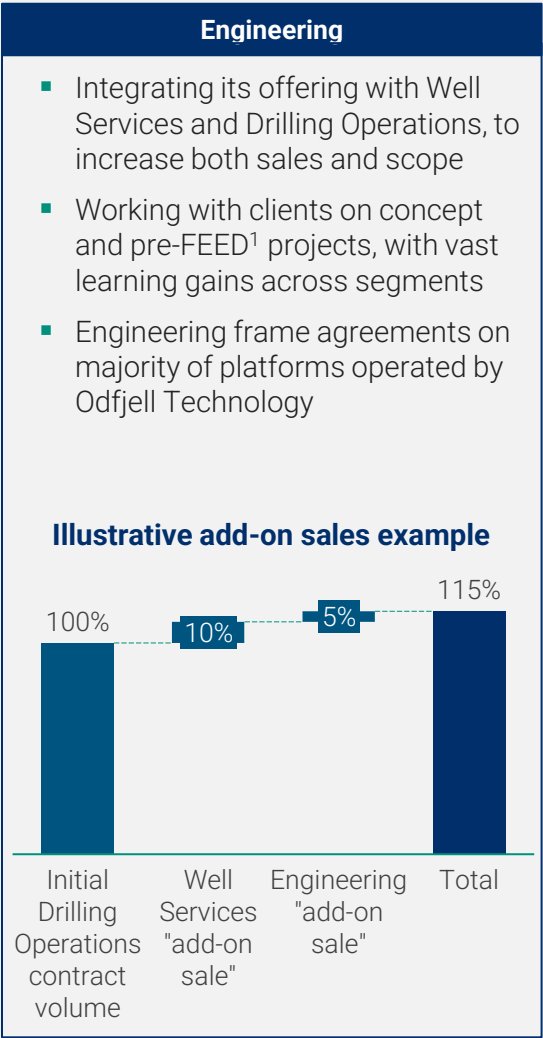 Engineering
▪ Integrating its offering with Well
Services and Drilling Operations, to
increase both sales and scope
▪ Working with clients on concept
and pre-FEED¹ projects, with vast
learning gains across segments
▪ Engineering frame agreements on
majority of platforms operated by
Odfjell Technology
Illustrative add-on sales example
100%
10%
5%
115%
Initial
Drilling
Operations
contract
volume
Well
Services
"add-on
sale"
Engineering
"add-on
sale"
Total